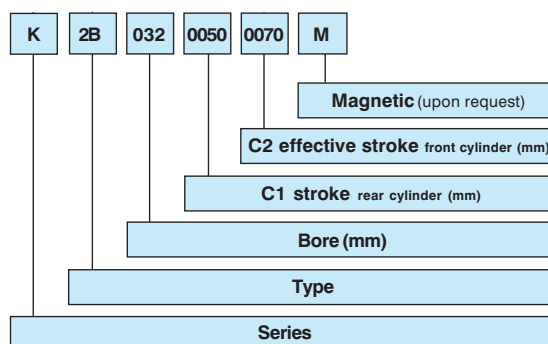 K 2B 032 0050 0070 M
Magnetic (upon request)
C2 effective stroke front cylinder (mm)
C1 stroke rear cylinder (mm)
Bore (mm)
Type
Series